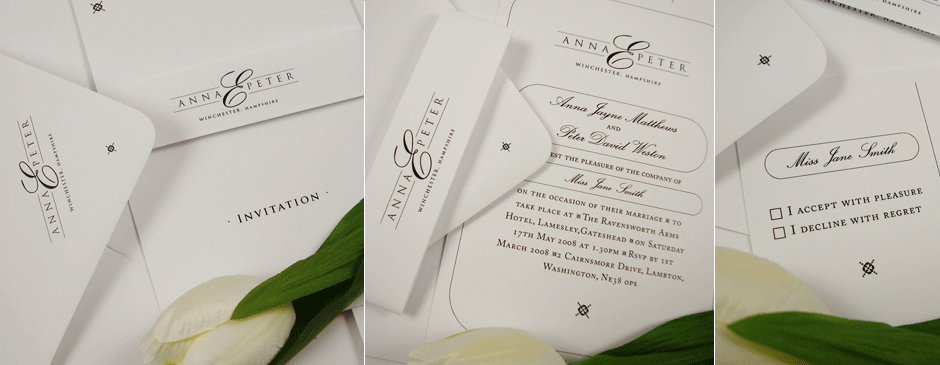 ANNA & PETER
WINCHESTER, HAMPSHIRE
ANNA & PETER
WINCHESTER, HAMPSHIRE
· INVITATION ·
ANNA & PETER
WINCHESTER, HAMPSHIRE
ANNA & PETER
WINCHESTER, HAMPSHIRE
Anna Jayne Matthews
AND
Peter David Weston
EST THE PLEASURE OF THE COMPANY OF
Miss Jane Smith
ON THE OCCASION OF THEIR MARRIAGE TO
TAKE PLACE AT THE RAVENSWORTH ARMS
HOTEL, LAMESLEY, GATESHEAD ON SATURDAY
17TH MAY 2008 AT 1.30PM RSVP BY 1ST
MARCH 2008 2 CAIRNSMORE DRIVE, LAMBTON,
WASHINGTON, NE38 0PS
Miss Jane Smith
I ACCEPT WITH PLEASURE
I DECLINE WITH REGRET